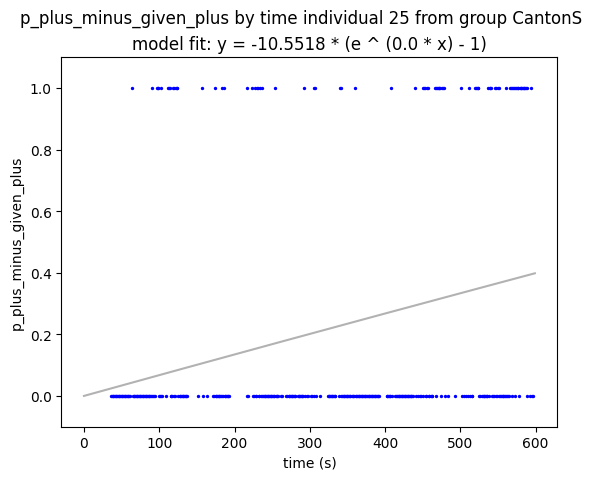 p_plus_minus_given_plus by time individual 25 from group CantonS
model fit: y = -10.5518 * (e ^ (0.0 * x) - 1)
1.0
0.8
0.6
0.4
0.2
0.0
p_plus_minus_given_plus
0 100 200 300 400 500 600
time (s)